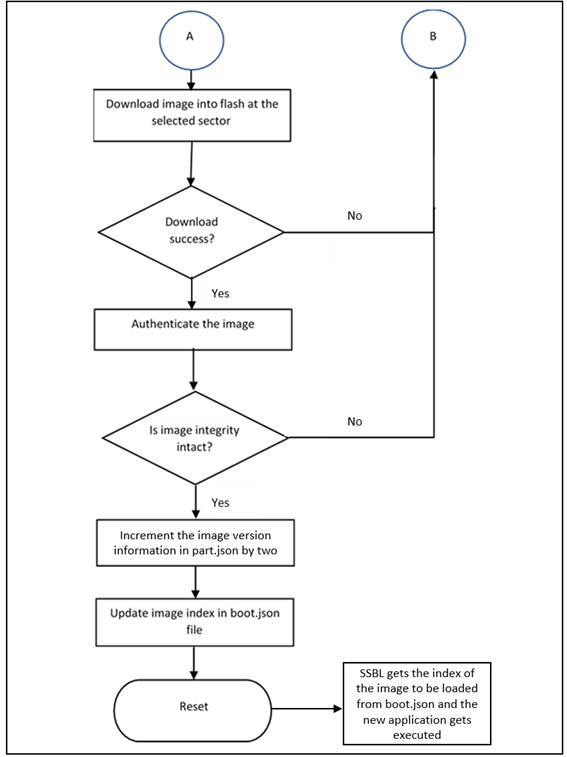 A
B
Download image into flash at the
selected sector
Download
success?
No
Yes
Authenticate the image
Is image integrity
intact?
No
Yes
Increment the image version
information in part.json by two
Update image index in boot.json
file
Reset
SSBL gets the index of
the image to be loaded
from boot.json and the
new application gets
executed